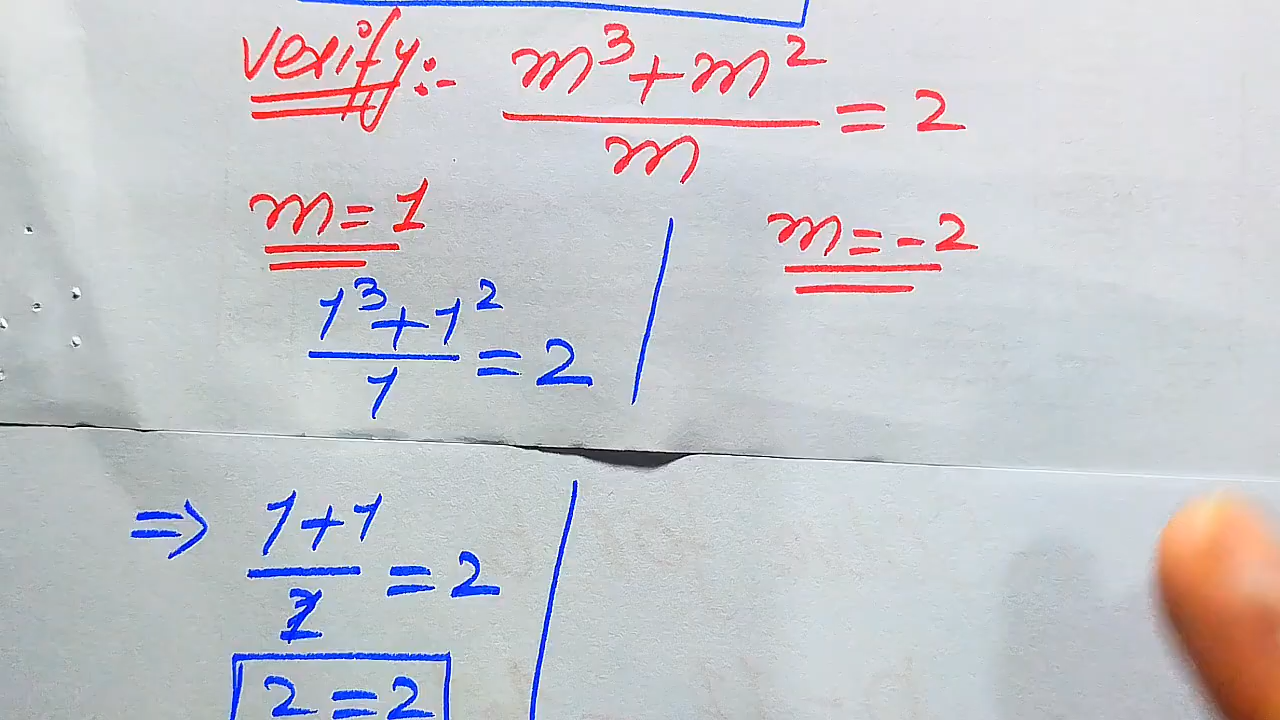 verify:- m³+m²/m = 2
m = 1
m = -2
1³+1²/1 = 2
=> 1+1/1 = 2
2 = 2